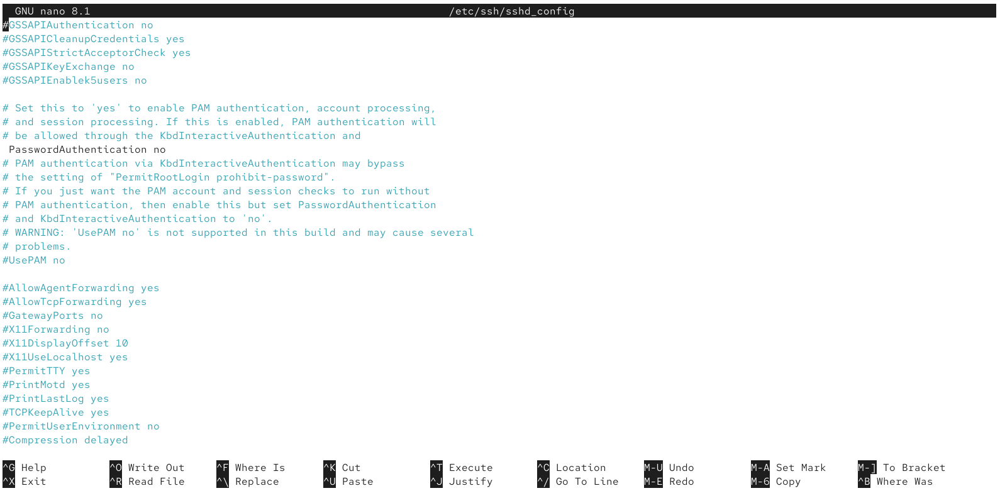 GNU nano 8.1 /etc/ssh/sshd_config
#GSSAPIAuthentication no
#GSSAPICleanupCredentials yes
#GSSAPIStrictAcceptorCheck yes
#GSSAPIKeyExchange no
#GSSAPIEnablek5users no
# Set this to 'yes' to enable PAM authentication, account processing,
# and session processing. If this is enabled, PAM authentication will
# be allowed through the KbdInteractiveAuthentication and
PasswordAuthentication no
# PAM authentication via KbdInteractiveAuthentication may bypass
# the setting of "PermitRootLogin prohibit-password".
# If you just want the PAM account and session checks to run without
# PAM authentication, then enable this but set PasswordAuthentication
# and KbdInteractiveAuthentication to 'no'.
# WARNING: 'UsePAM no' is not supported in this build and may cause several
# problems.
#UsePAM no
#AllowAgentForwarding yes
#AllowTcpForwarding yes
#GatewayPorts no
#X11Forwarding no
#X11DisplayOffset 10
#X11UseLocalhost yes
#PermitTTY yes
#PrintMotd yes
#PrintLastLog yes
#TCPKeepAlive yes
#PermitUserEnvironment no
#Compression delayed
^G Help ^O Write Out ^F Where Is ^K Cut ^T Execute ^C Location M-U Undo M-A Set Mark M-] To Bracket
^X Exit ^R Read File ^\ Replace ^U Paste ^J Justify ^/ Go To Line M-E Redo M-6 Copy ^B Where Was